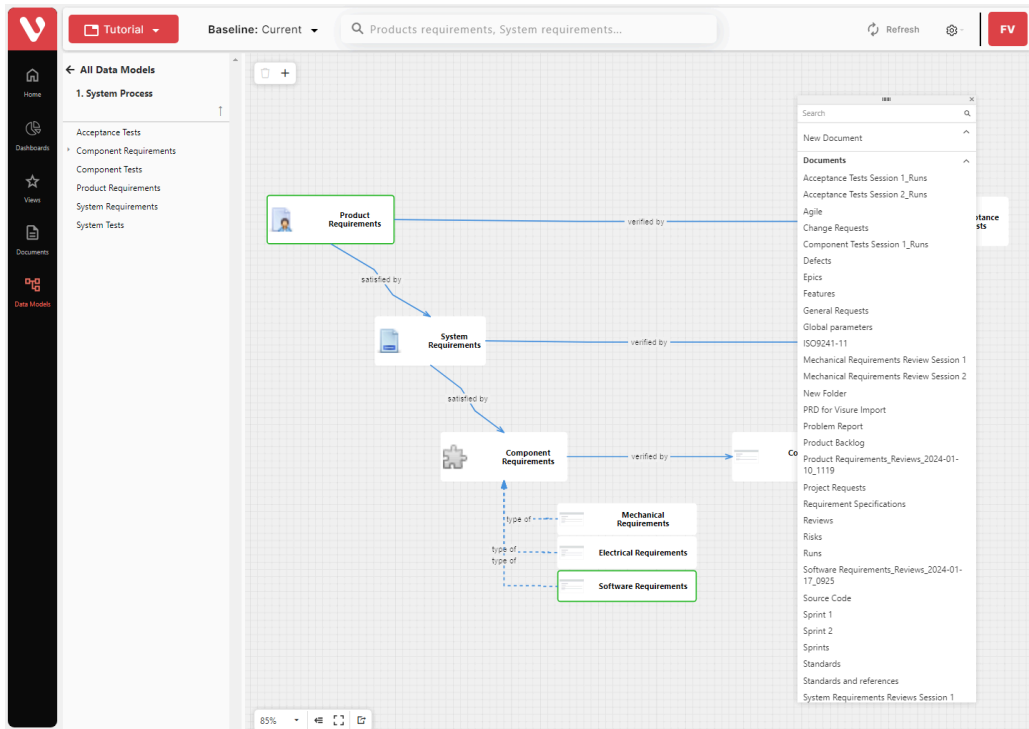 Tutorial
Baseline: Current
Products requirements, System requirements...
Refresh
FV
Home
Dashboards
Views
Documents
Data Models
All Data Models
1. System Process
Acceptance Tests
Component Requirements
Component Tests
Product Requirements
System Requirements
System Tests
Product
Requirements
verified by
satisfied by
System
Requirements
verified by
satisfied by
Component
Requirements
verified by
Co
type of
Mechanical
Requirements
type of
Electrical Requirements
type of
Software Requirements
Search
New Document
Documents
Acceptance Tests Session 1_Runs
Acceptance Tests Session 2_Runs
Agile
Change Requests
Component Tests Session 1_Runs
Defects
Epics
Features
General Requests
Global parameters
ISO9241-11
Mechanical Requirements Review Session 1
Mechanical Requirements Review Session 2
New Folder
PRD for Visure Import
Problem Report
Product Backlog
Product Requirements_Reviews_2024-01-
10_1119
Project Requests
Requirement Specifications
Reviews
Risks
Runs
Software Requirements_Reviews_2024-01-
17_0925
Source Code
Sprint 1
Sprint 2
Sprints
Standards
Standards and references
System Requirements Reviews Session 1
ptance
sts
85%